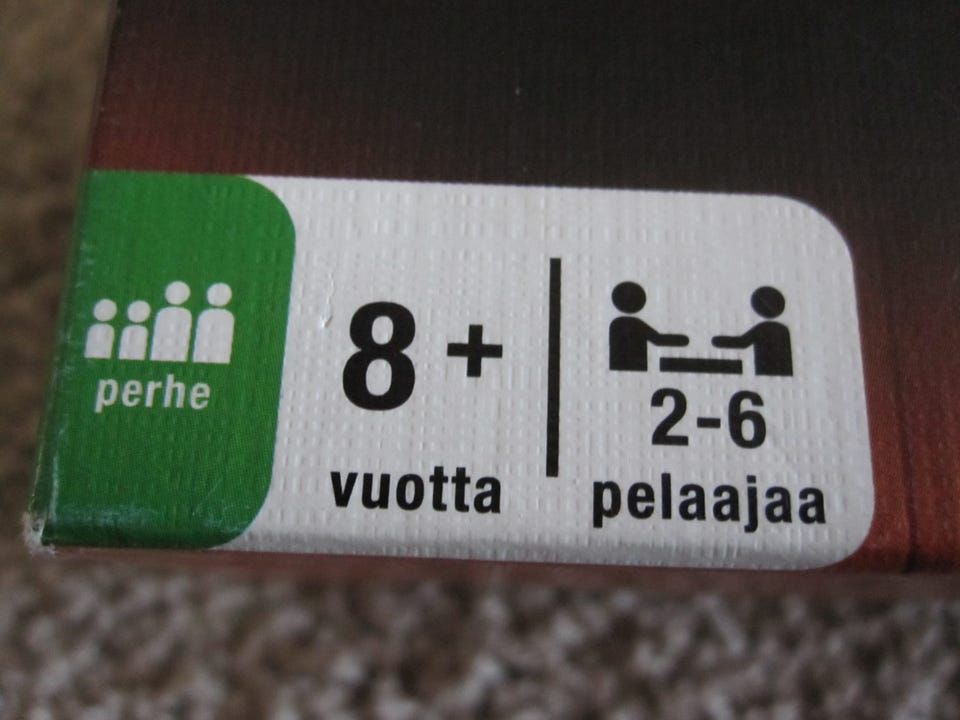 perhe
8+
vuotta
2-6
pelaajaa